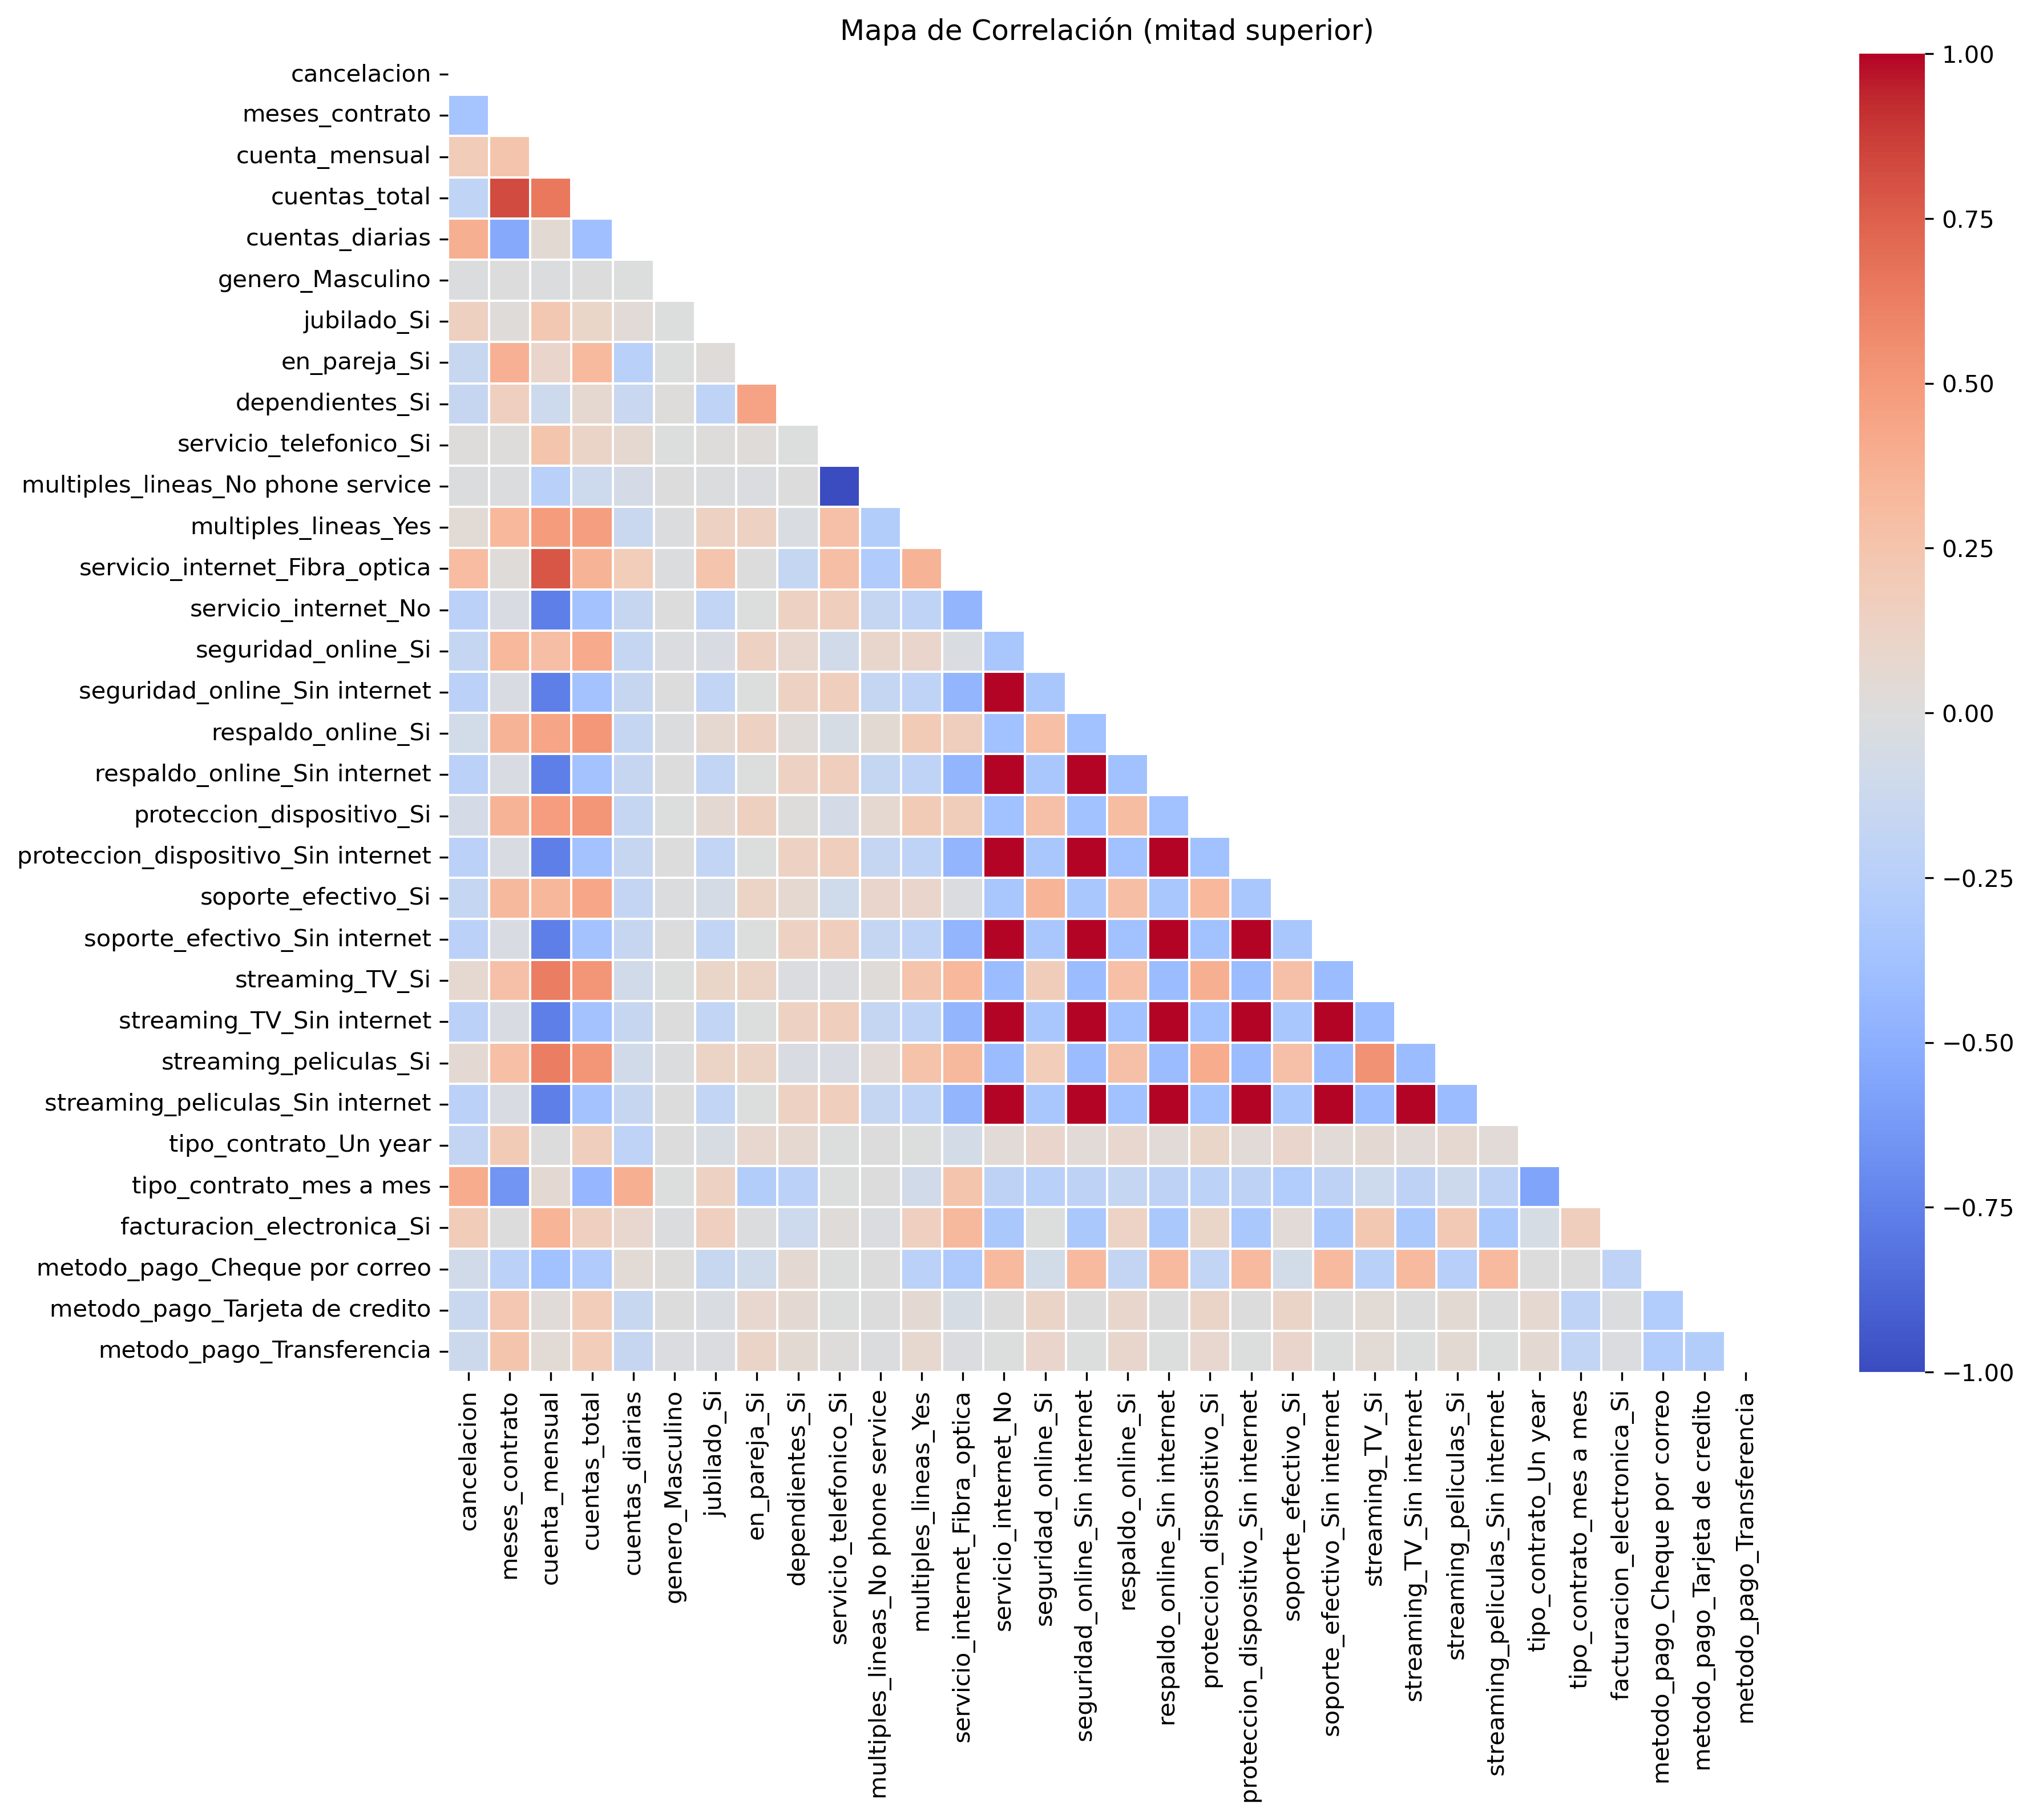 Mapa de Correlación (mitad superior)
cancelacion
meses_contrato
cuenta_mensual
cuentas_total
cuentas_diarias
genero_Masculino
jubilado_Si
en_pareja_Si
dependientes_Si
servicio_telefonico_Si
multiples_lineas_No phone service
multiples_lineas_Yes
servicio_internet_Fibra_optica
servicio_internet_No
seguridad_online_Si
seguridad_online_Sin internet
respaldo_online_Si
respaldo_online_Sin internet
proteccion_dispositivo_Si
proteccion_dispositivo_Sin internet
soporte_efectivo_Si
soporte_efectivo_Sin internet
streaming_TV_Si
streaming_TV_Sin internet
streaming_peliculas_Si
streaming_peliculas_Sin internet
tipo_contrato_Un year
tipo_contrato_mes a mes
facturacion_electronica_Si
metodo_pago_Cheque por correo
metodo_pago_Tarjeta de credito
metodo_pago_Transferencia
cancelacion
meses_contrato
cuenta_mensual
cuentas_total
cuentas_diarias
genero_Masculino
jubilado_Si
en_pareja_Si
dependientes_Si
servicio_telefonico_Si
multiples_lineas_No phone service
multiples_lineas_Yes
servicio_internet_Fibra_optica
servicio_internet_No
seguridad_online_Si
seguridad_online_Sin internet
respaldo_online_Si
respaldo_online_Sin internet
proteccion_dispositivo_Si
proteccion_dispositivo_Sin internet
soporte_efectivo_Si
soporte_efectivo_Sin internet
streaming_TV_Si
streaming_TV_Sin internet
streaming_peliculas_Si
streaming_peliculas_Sin internet
tipo_contrato_Un year
tipo_contrato_mes a mes
facturacion_electronica_Si
metodo_pago_Cheque por correo
metodo_pago_Tarjeta de credito
metodo_pago_Transferencia
1.00
0.75
0.50
0.25
0.00
−0.25
−0.50
−0.75
−1.00